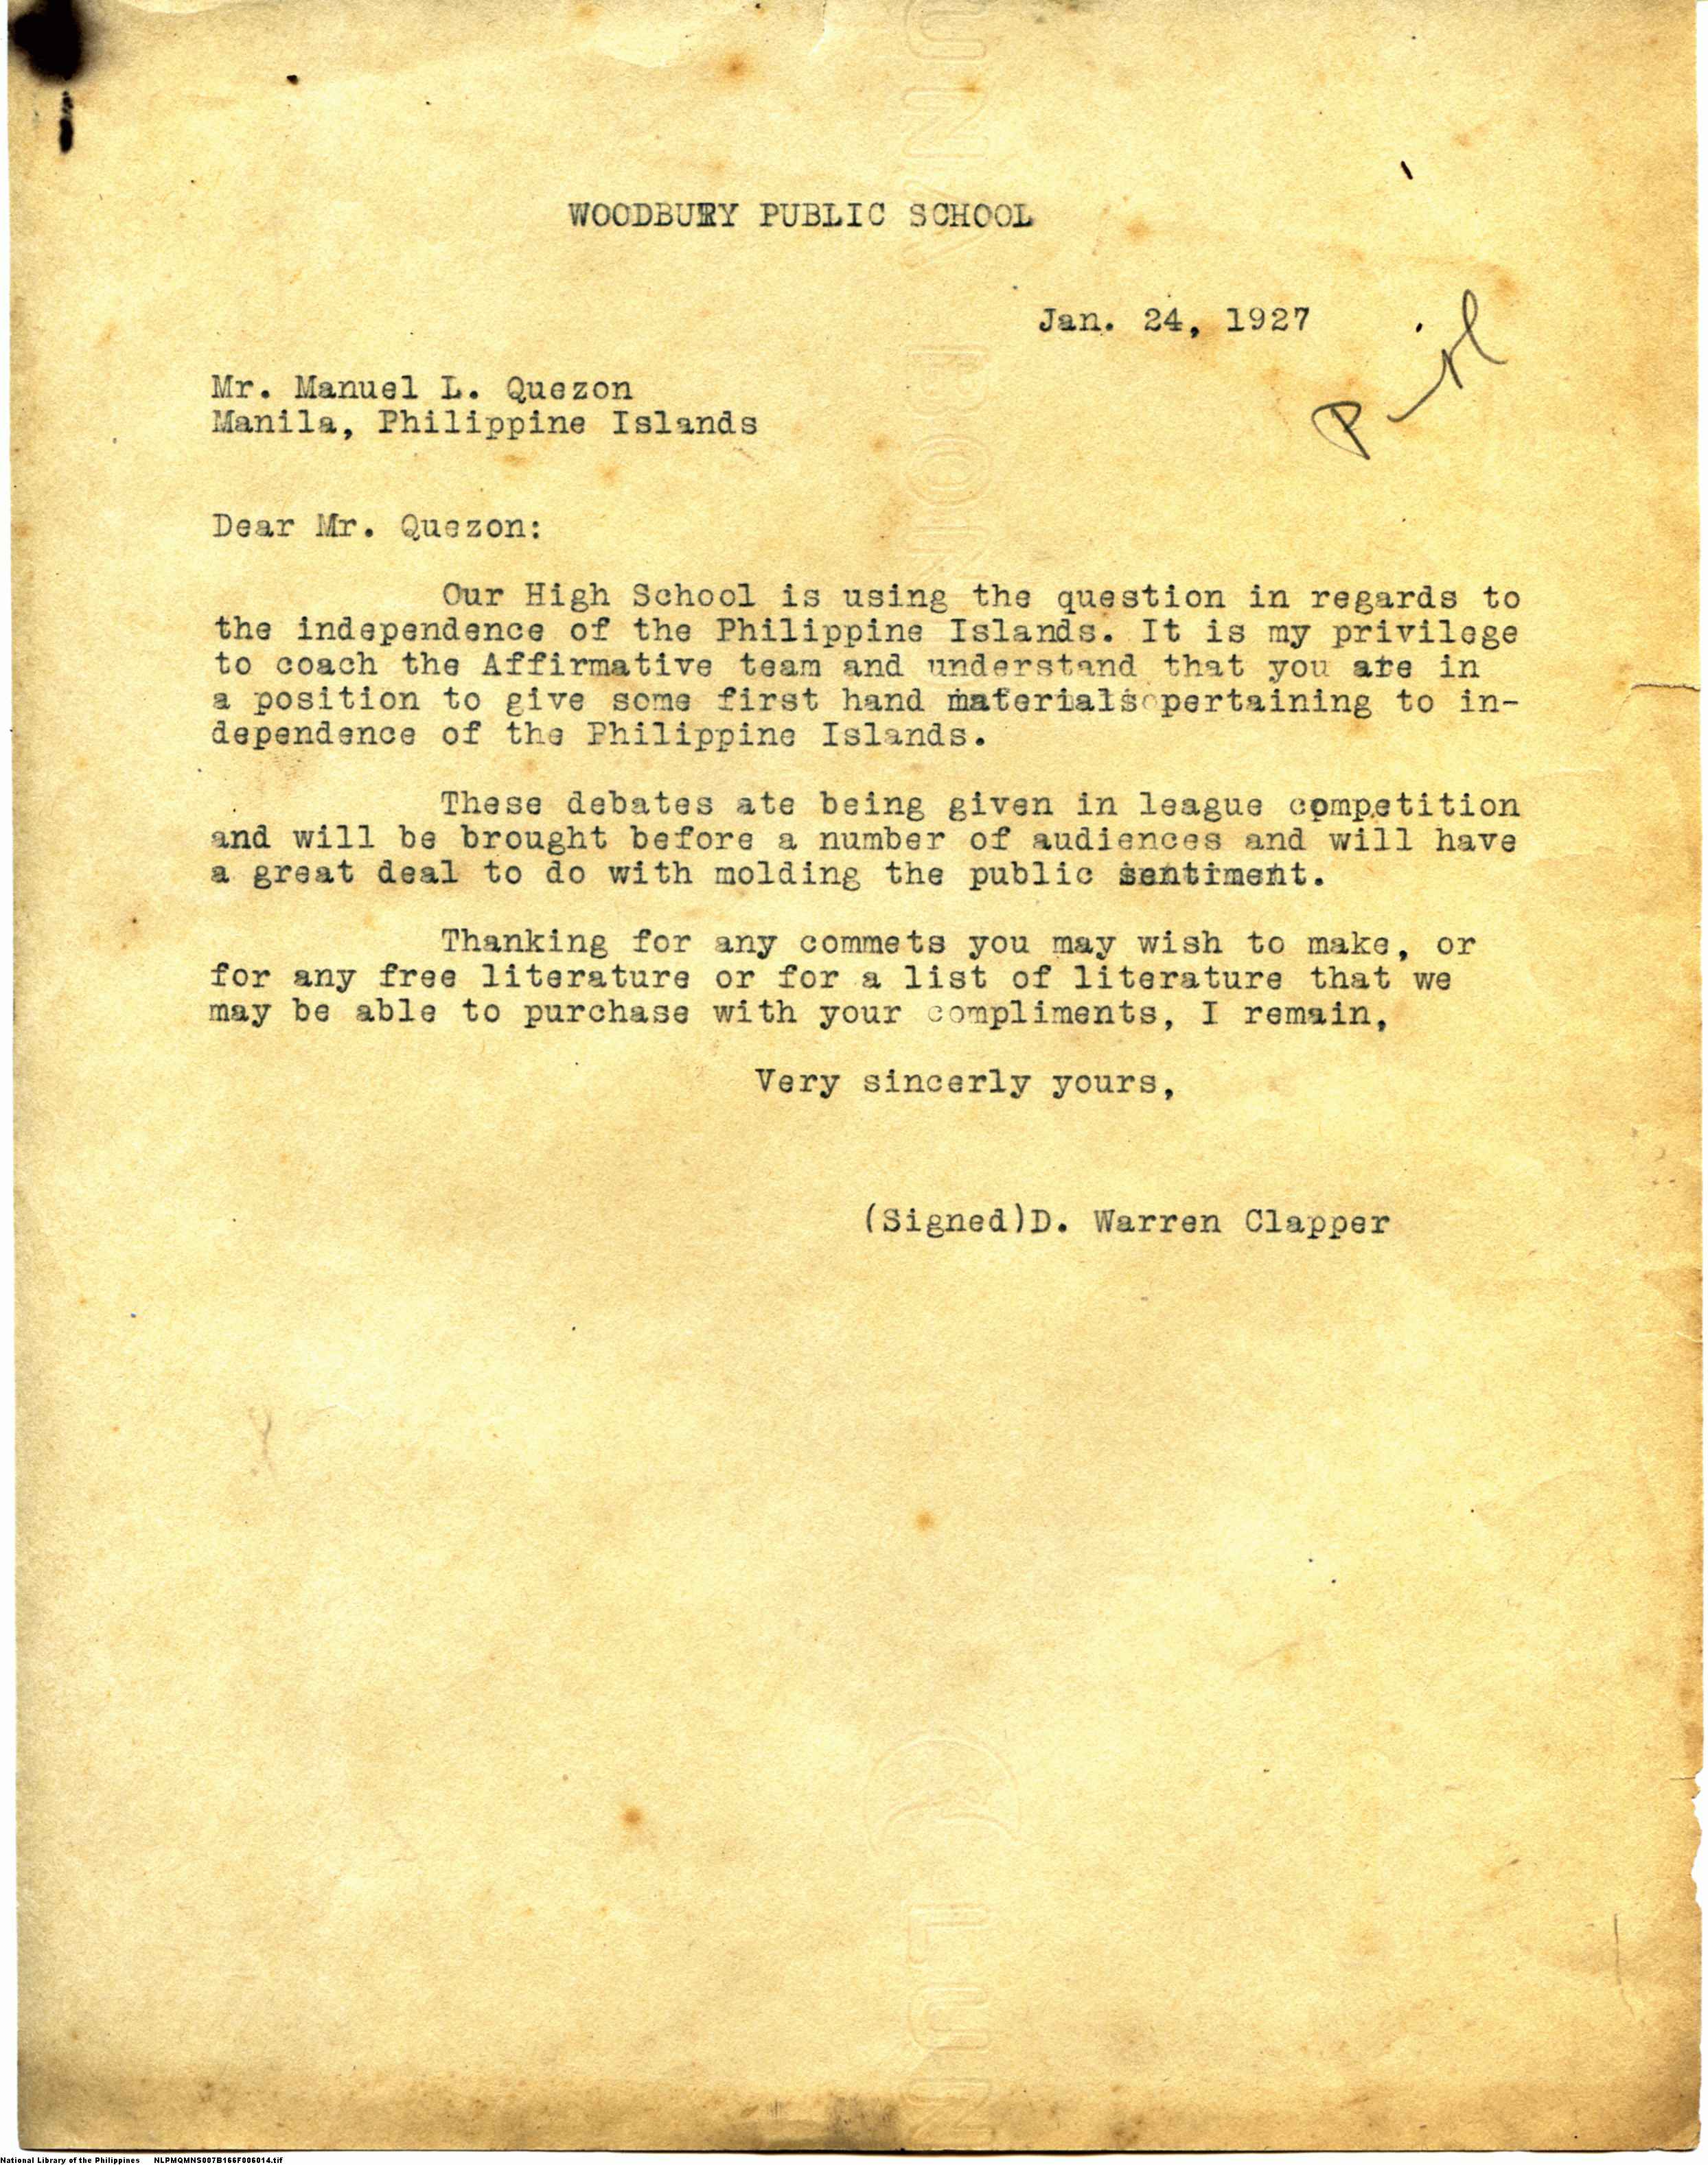 WOODBURY PUBLIC SCHOOL
Jan. 24, 1927
Mr. Manuel L. Quezon
Manila, Philippine Islands
Dear Mr. Quezon:
Our High School is using the question in regards to
the independence of the Philippine Islands. It is my privilege
to coach the Affirmative team and understand that you are in
a position to give some first hand materials pertaining to in-
dependence of the Philippine Islands.
These debates ate being given in league competition
and will be brought before a number of audiences and will have
a great deal to do with molding the public sentiment.
Thanking for any commets you may wish to make, or
for any free literature or for a list of literature that we
may be able to purchase with your compliments, I remain,
Very sincerly yours,
(Signed)D. Warren Clapper
National Library of the Philippines NLPMQMNS007B166F006014.tif